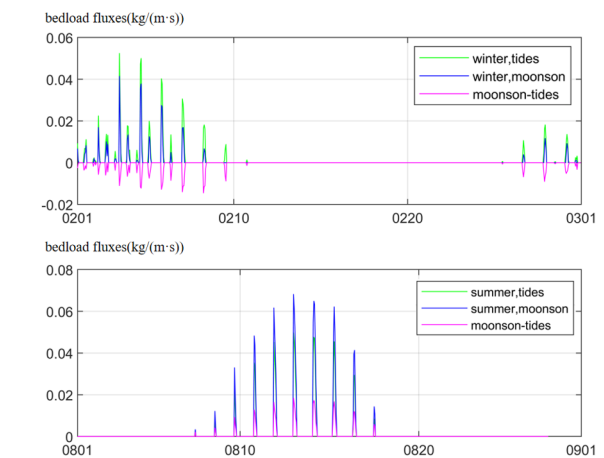 bedload fluxes(kg/(m·s))
0.06
0.04
0.02
0
-0.02
winter,tides
winter,moonson
moonson-tides
0201
0210
0220
0301
bedload fluxes(kg/(m·s))
0.08
0.06
0.04
0.02
0
summer,tides
summer,moonson
moonson-tides
0801
0810
0820
0901